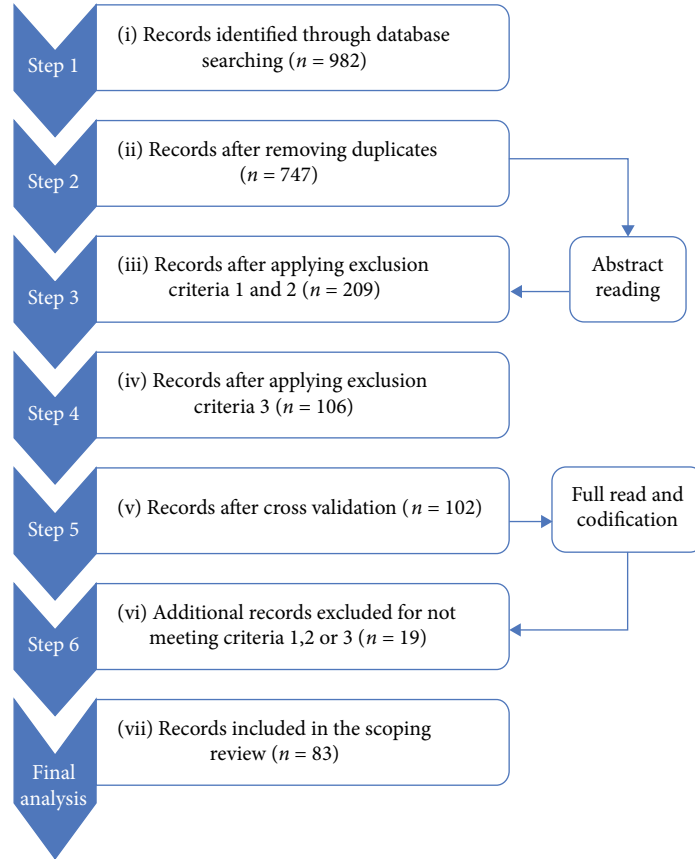 Step 1
(i) Records identified through database
searching (n = 982)
Step 2
(ii) Records after removing duplicates
(n = 747)
Abstract
reading
Step 3
(iii) Records after applying exclusion
criteria 1 and 2 (n = 209)
Step 4
(iv) Records after applying exclusion
criteria 3 (n = 106)
Step 5
(v) Records after cross validation (n = 102)
Full read and
codification
Step 6
(vi) Additional records excluded for not
meeting criteria 1,2 or 3 (n = 19)
Final
analysis
(vii) Records included in the scoping
review (n = 83)